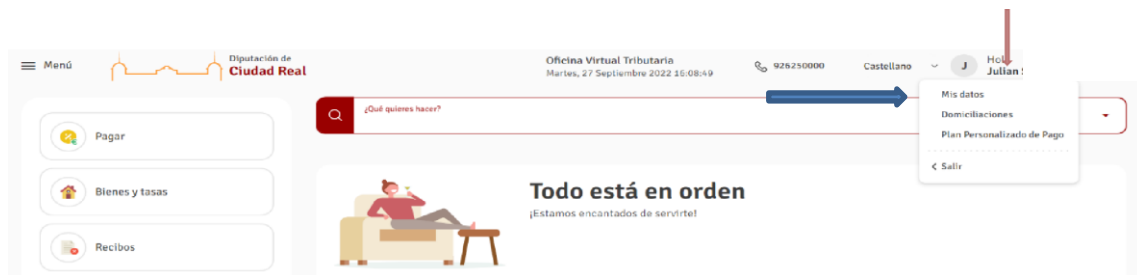 Menú
Diputación de
Ciudad Real
Oficina Virtual Tributaria
Martes, 27 Septiembre 2022 16:08:49
926250000
Castellano
J
Hol
Julian
Mis datos
Domiciliaciones
Plan Personalizado de Pago
Salir
¿Qué quieres hacer?
Pagar
Bienes y tasas
Recibos
Todo está en orden
¡Estamos encantados de servirte!